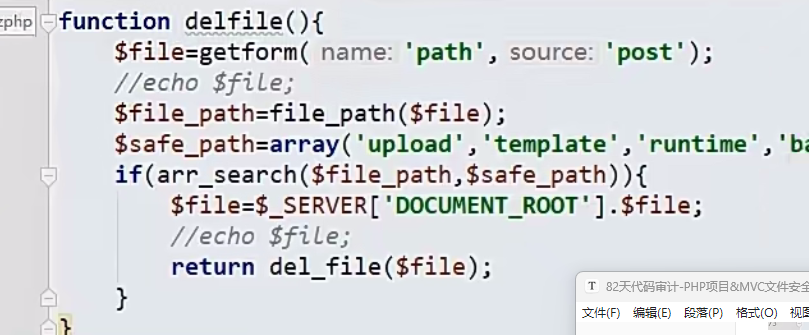 zphp
function delfile(){
$file=getform( name: 'path', source: 'post');
//echo $file;
$file_path=file_path($file);
$safe_path=array('upload','template','runtime','ba
if(arr_search($file_path,$safe_path)){
$file=$_SERVER['DOCUMENT_ROOT'].$file;
//echo $file;
return del_file($file);
}
}
T 82天代码审计-PHP项目&MVC文件安全
文件(F) 编辑(E) 段落(P) 格式(O) 视图